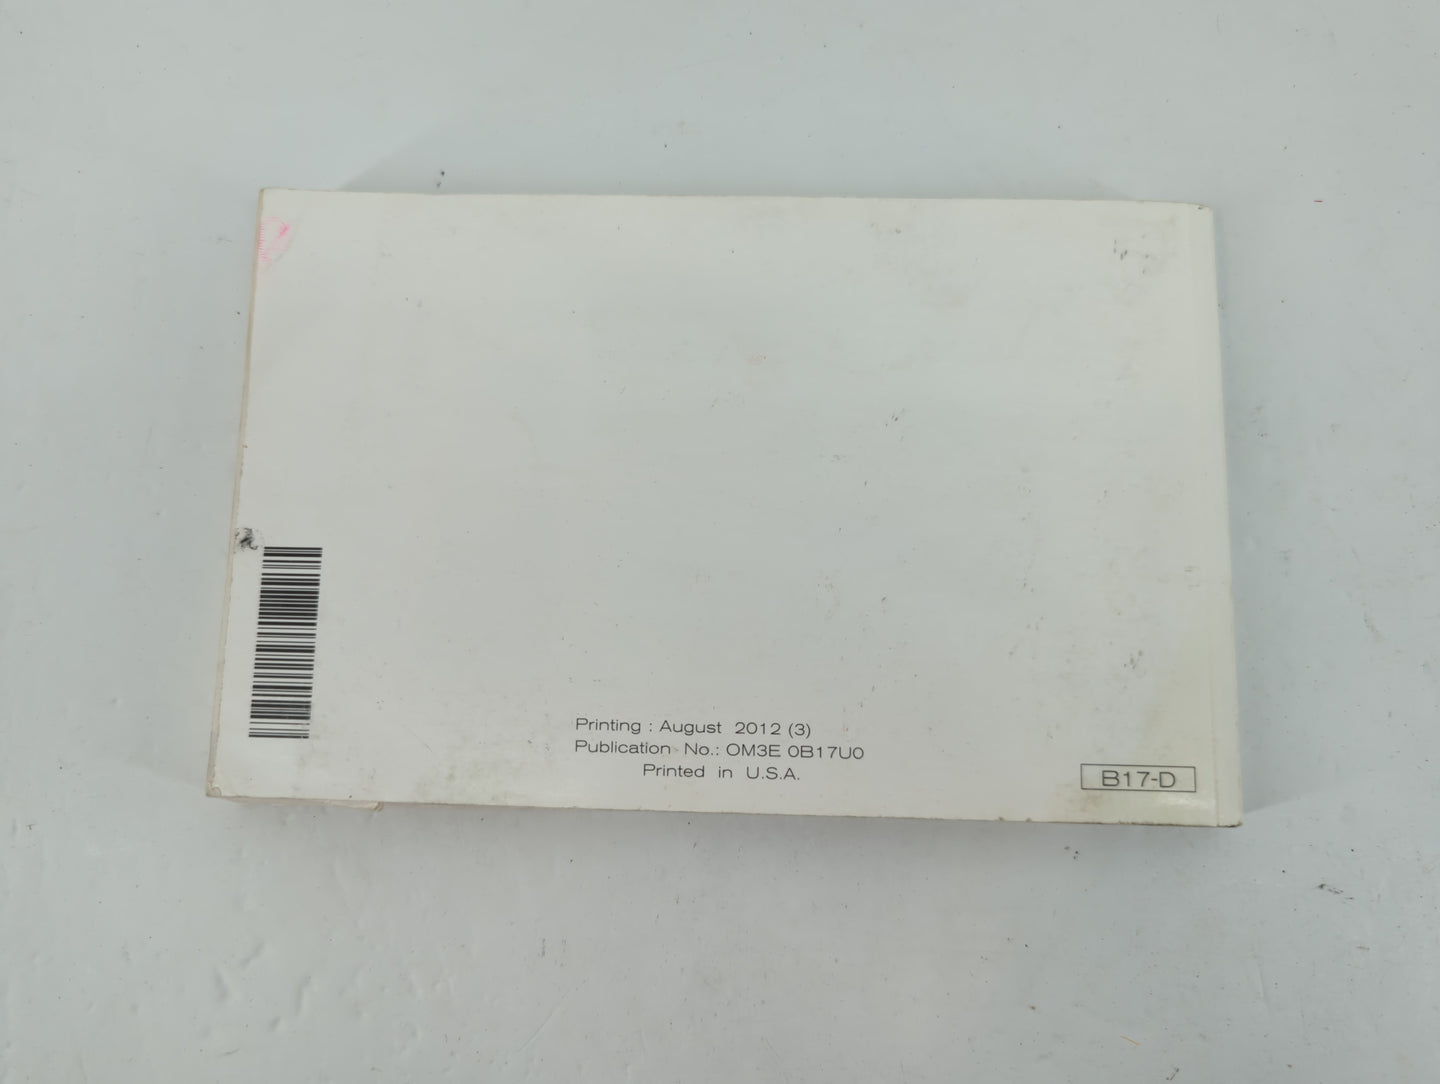 Printing : August 2012 (3)
Publication No.: OM3E 0B17U0
Printed in U.S.A.
B17-D